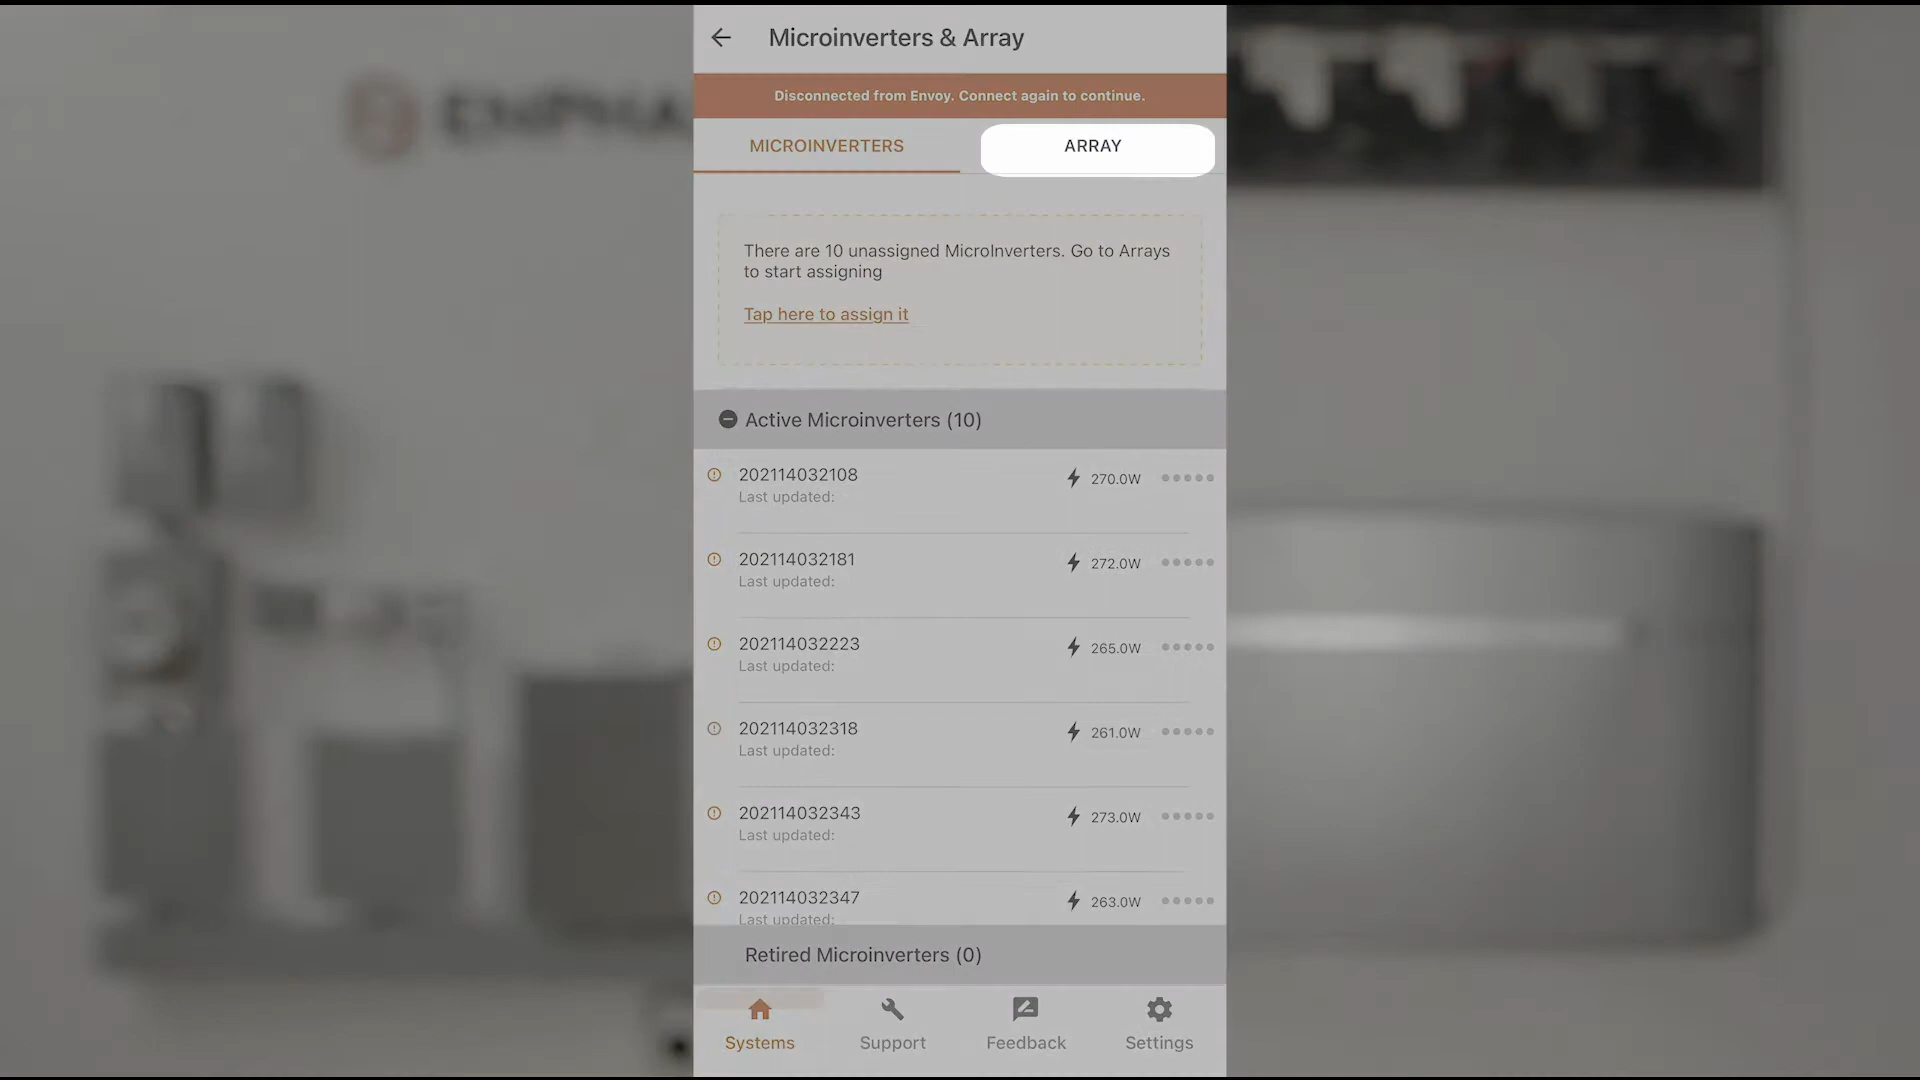 Microinverters & Array
Disconnected from Envoy. Connect again to continue.
MICROINVERTERS
ARRAY
There are 10 unassigned MicroInverters. Go to Arrays
to start assigning
Tap here to assign it
Active Microinverters (10)
202114032108
270.0W
Last updated:
202114032181
272.0W
Last updated:
202114032223
265.0W
Last updated:
202114032318
261.0W
Last updated:
202114032343
273.0W
Last updated:
202114032347
263.0W
Last updated:
Retired Microinverters (0)
Systems
Support
Feedback
Settings